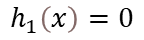 h₁(x) = 0